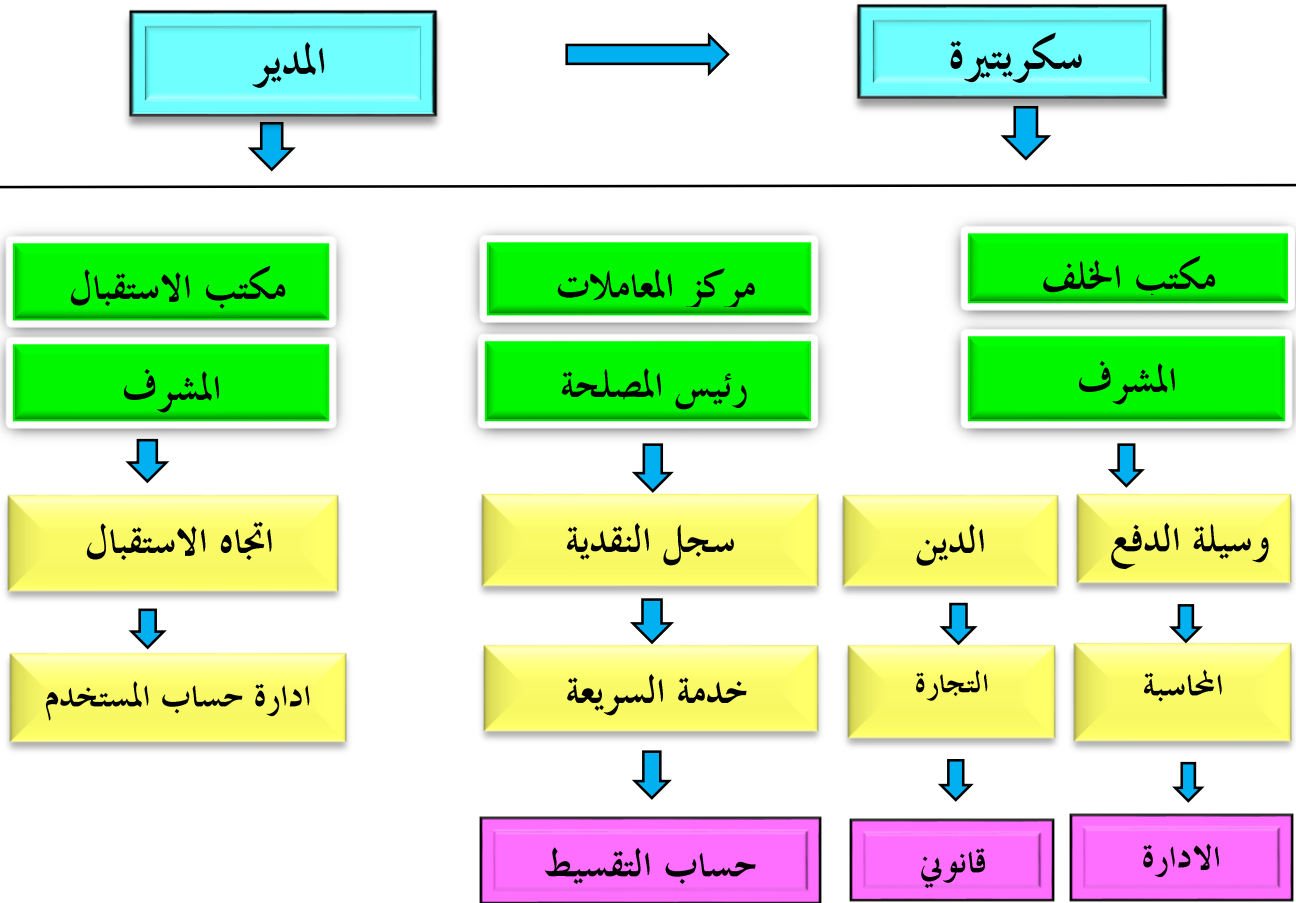 سكريتيرة
المدير
مكتب الخلف
مركز المعاملات
مكتب الاستقبال
المشرف
رئيس المصلحة
المشرف
وسيلة الدفع
الدين
سجل النقدية
اتجاه الاستقبال
المحاسبة
التجارة
خدمة السريعة
ادارة حساب المستخدم
الادارة
قانوني
حساب التقسيط